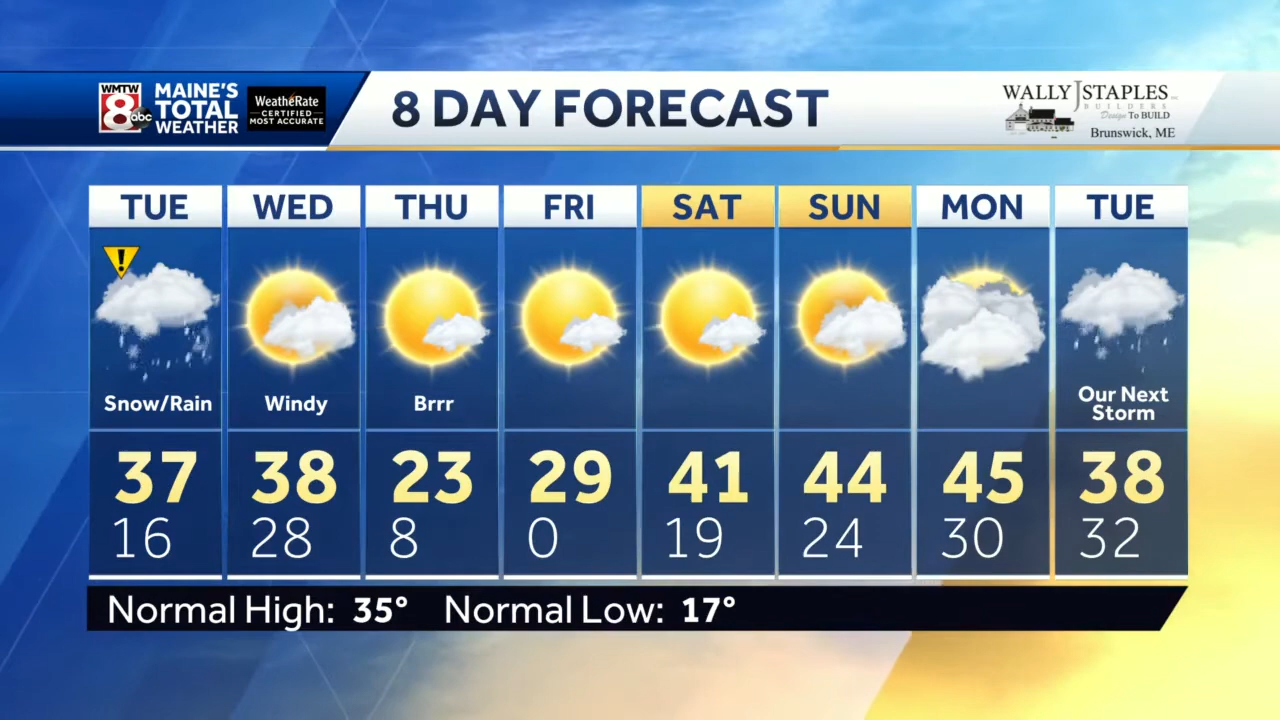 WMTW
8
abc
MAINE'S
TOTAL
WEATHER
WeatheRate
CERTIFIED
MOST ACCURATE
8 DAY FORECAST
WALLY J STAPLES
BUILDERS
Design To BUILD
Brunswick, ME
TUE WED THU FRI SAT SUN MON TUE
!
Snow/Rain Windy Brrr Our Next
Storm
37 38 23 29 41 44 45 38
16 28 8 0 19 24 30 32
Normal High: 35° Normal Low: 17°